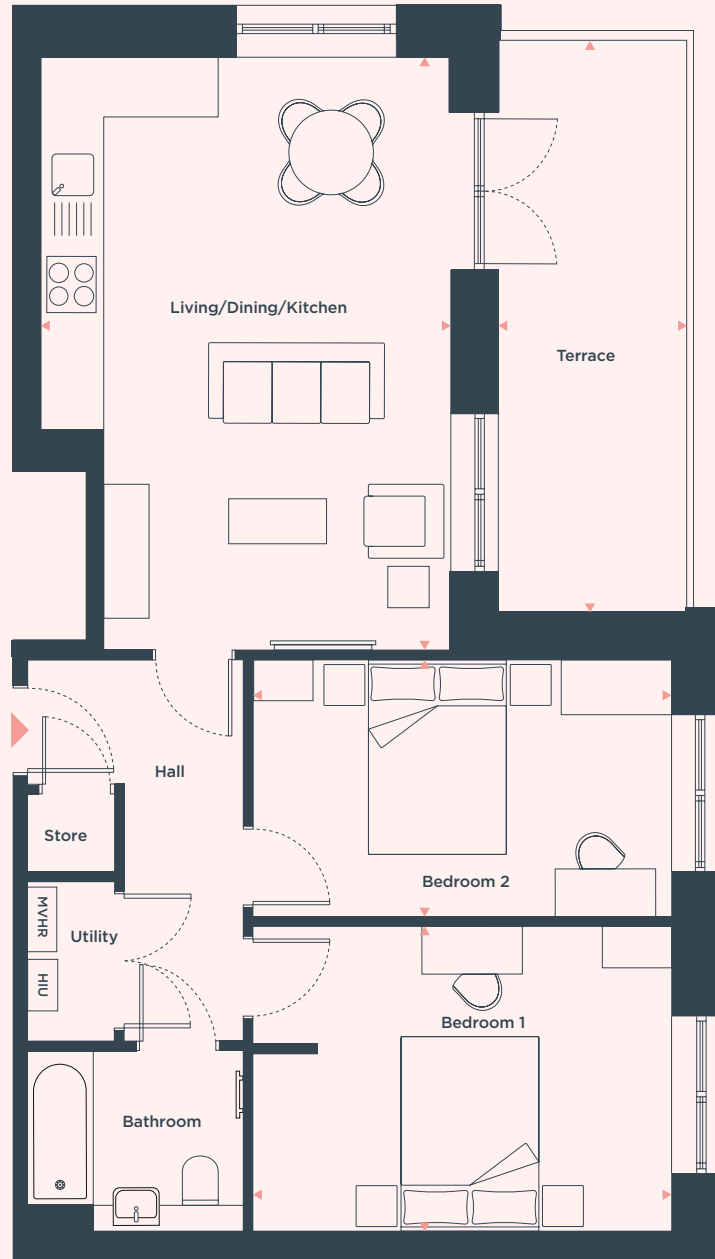 Living/Dining/Kitchen
Terrace
Hall
Store
Bedroom 2
MVHR
Utility
HIU
Bedroom 1
Bathroom